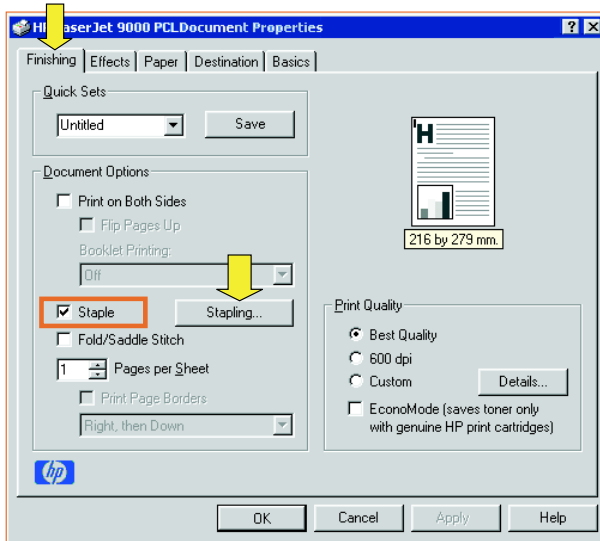 HP LaserJet 9000 PCLDocument Properties
Finishing Effects Paper Destination Basics
Quick Sets
Untitled Save
Document Options
Print on Both Sides
Flip Pages Up
Booklet Printing:
Off
Staple Stapling...
Fold/Saddle Stitch
1 Pages per Sheet
Print Page Borders
Right, then Down
H
216 by 279 mm.
Print Quality
Best Quality
600 dpi
Custom Details...
EconoMode (saves toner only
with genuine HP print cartridges)
hp
OK Cancel Apply Help